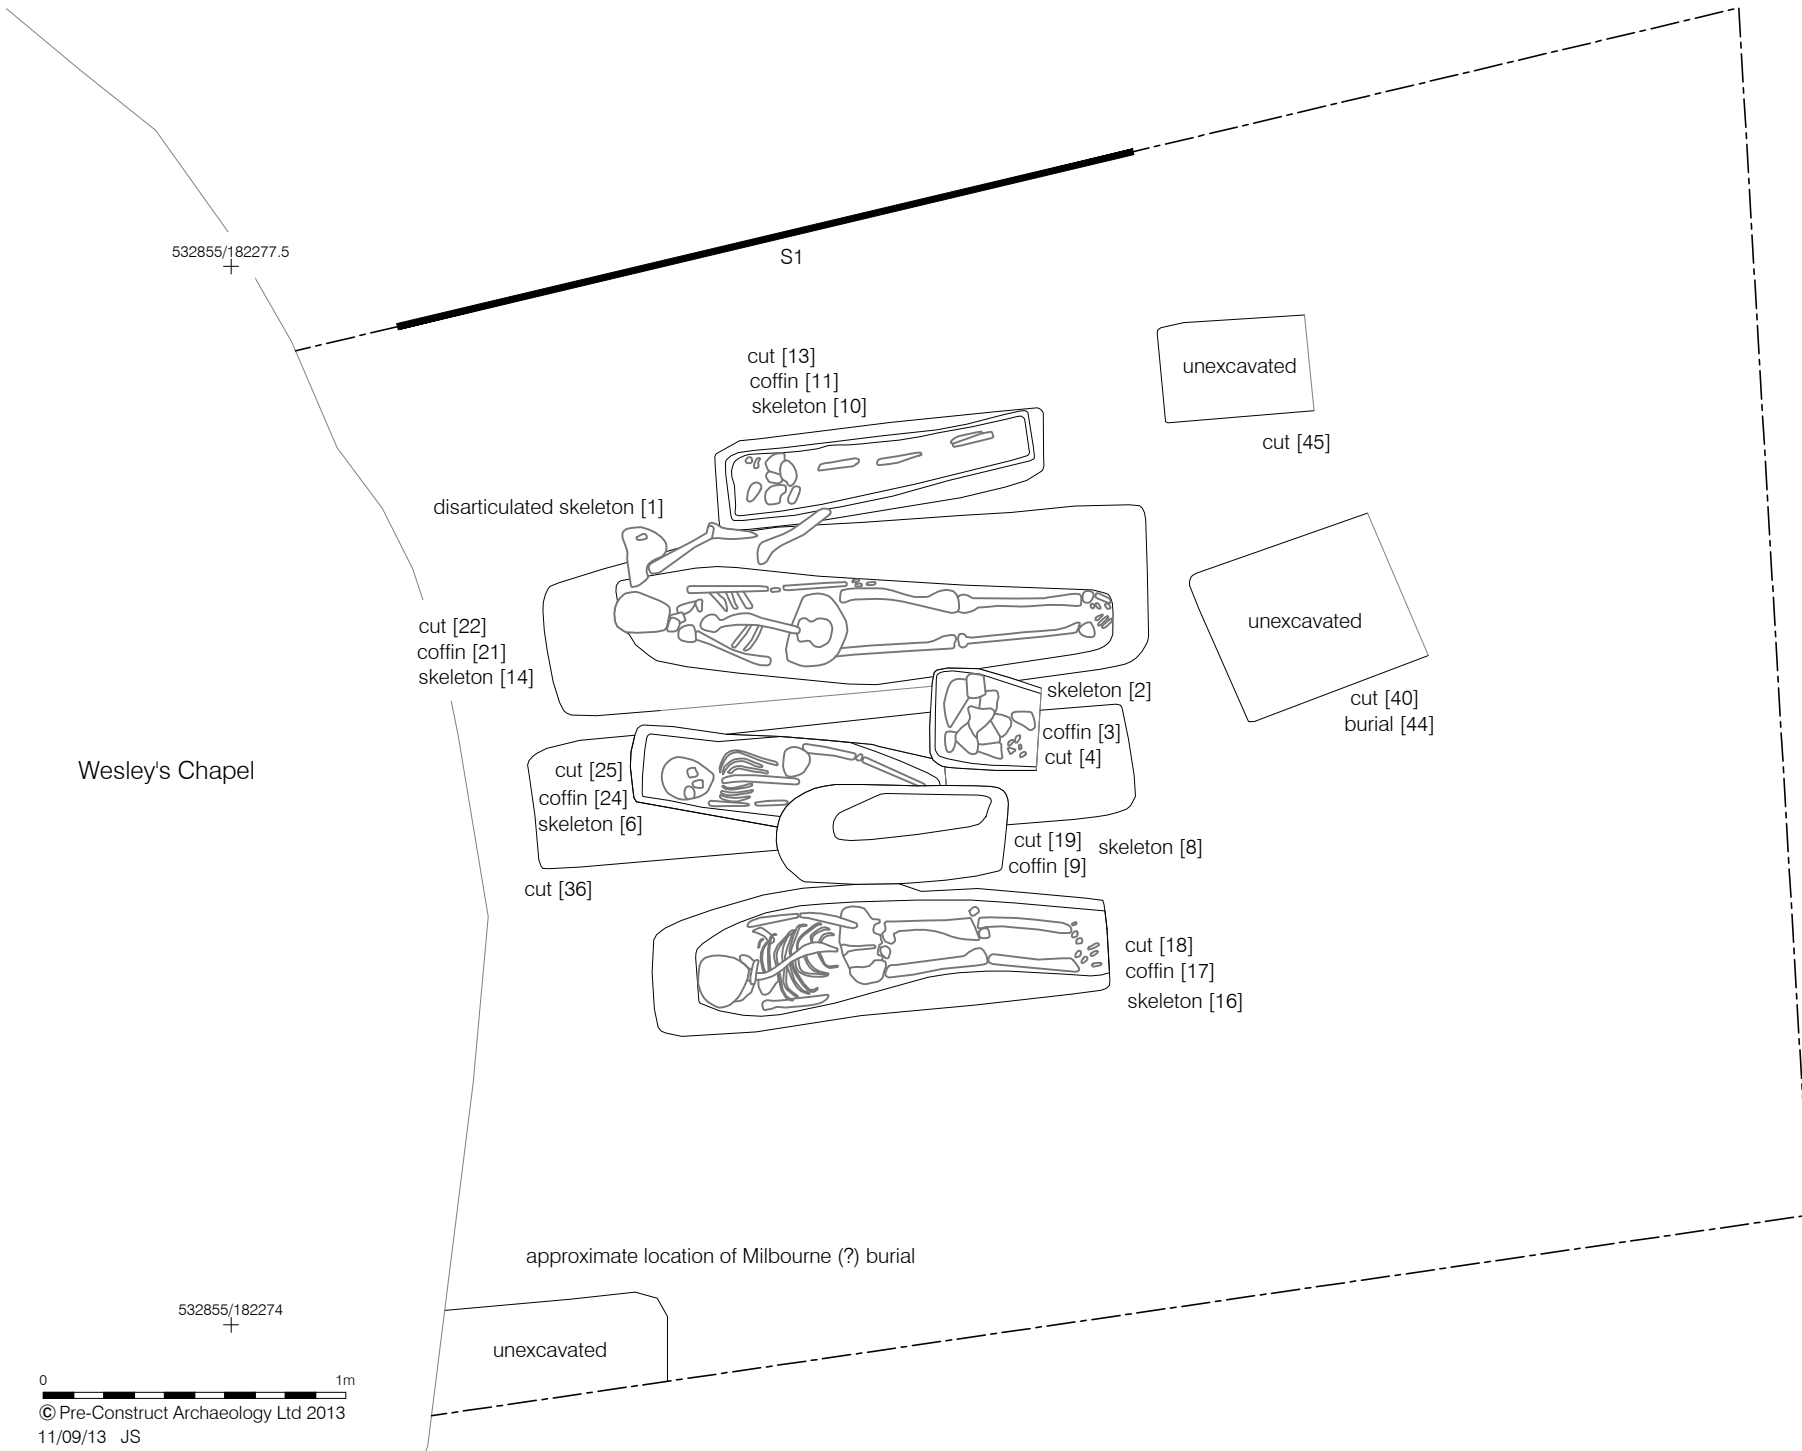 532855/182277.5
S1
cut [13]
coffin [11]
skeleton [10]
unexcavated
cut [45]
disarticulated skeleton [1]
cut [22]
coffin [21]
skeleton [14]
unexcavated
cut [40]
burial [44]
skeleton [2]
coffin [3]
cut [4]
Wesley's Chapel
cut [25]
coffin [24]
skeleton [6]
cut [19]
coffin [9]
skeleton [8]
cut [36]
cut [18]
coffin [17]
skeleton [16]
approximate location of Milbourne (?) burial
532855/182274
unexcavated
0 1m
© Pre-Construct Archaeology Ltd 2013
11/09/13 JS